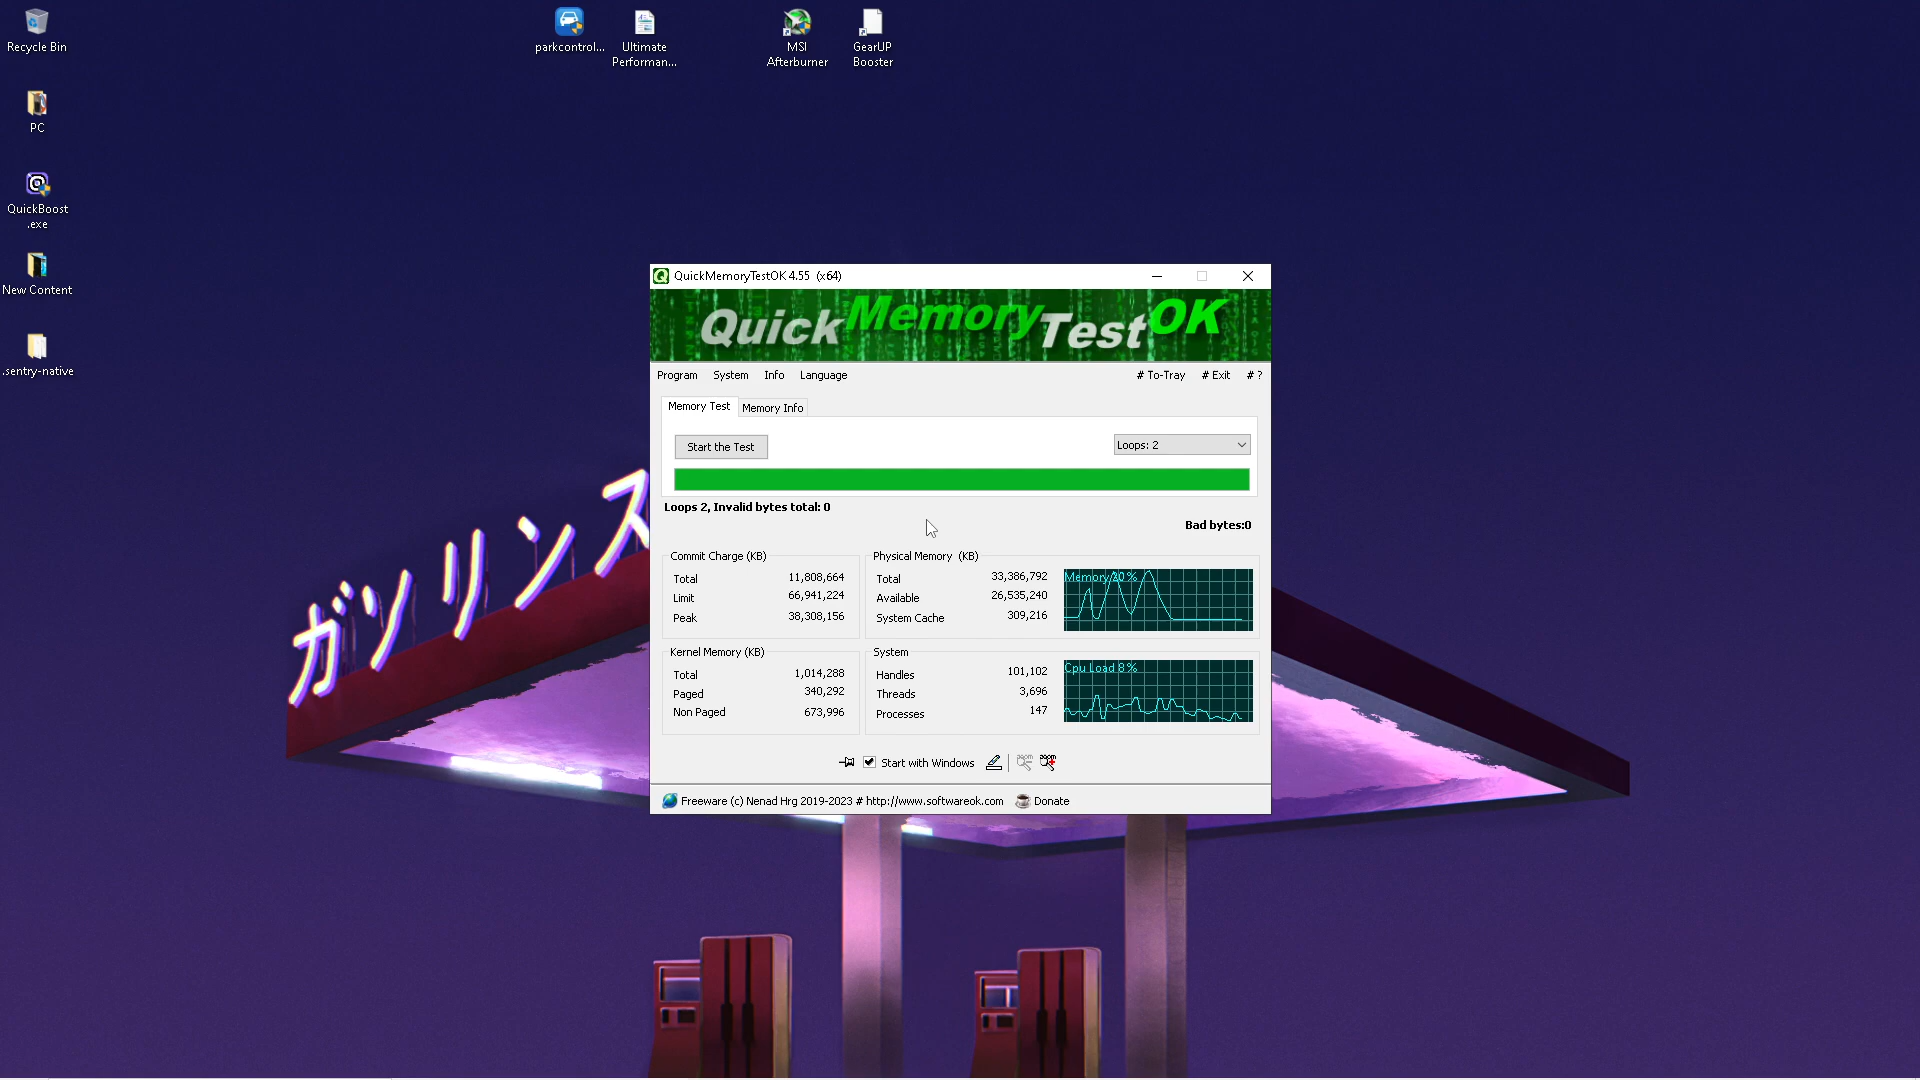 Recycle Bin
parkcontrol...
Ultimate
Performan...
MSI
Afterburner
GearUP
Booster
PC
QuickBoost
.exe
New Content
.sentry-native
QuickMemoryTestOK 4.55 (x64)
QuickMemoryTestOK
Program System Info Language # To-Tray # Exit # ?
Memory Test Memory Info
Start the Test Loops: 2
Loops 2, Invalid bytes total: 0
Bad bytes:0
Commit Charge (KB)
Total 11,808,664
Limit 66,941,224
Peak 38,308,156
Physical Memory (KB)
Total 33,386,792
Available 26,535,240
System Cache 309,216
Memory 20 %
Kernel Memory (KB)
Total 1,014,288
Paged 340,292
Non Paged 673,996
System
Handles 101,102
Threads 3,696
Processes 147
Cpu Load 8 %
Start with Windows
Freeware (c) Nenad Hrg 2019-2023 # http://www.softwareok.com Donate
ガソリンス